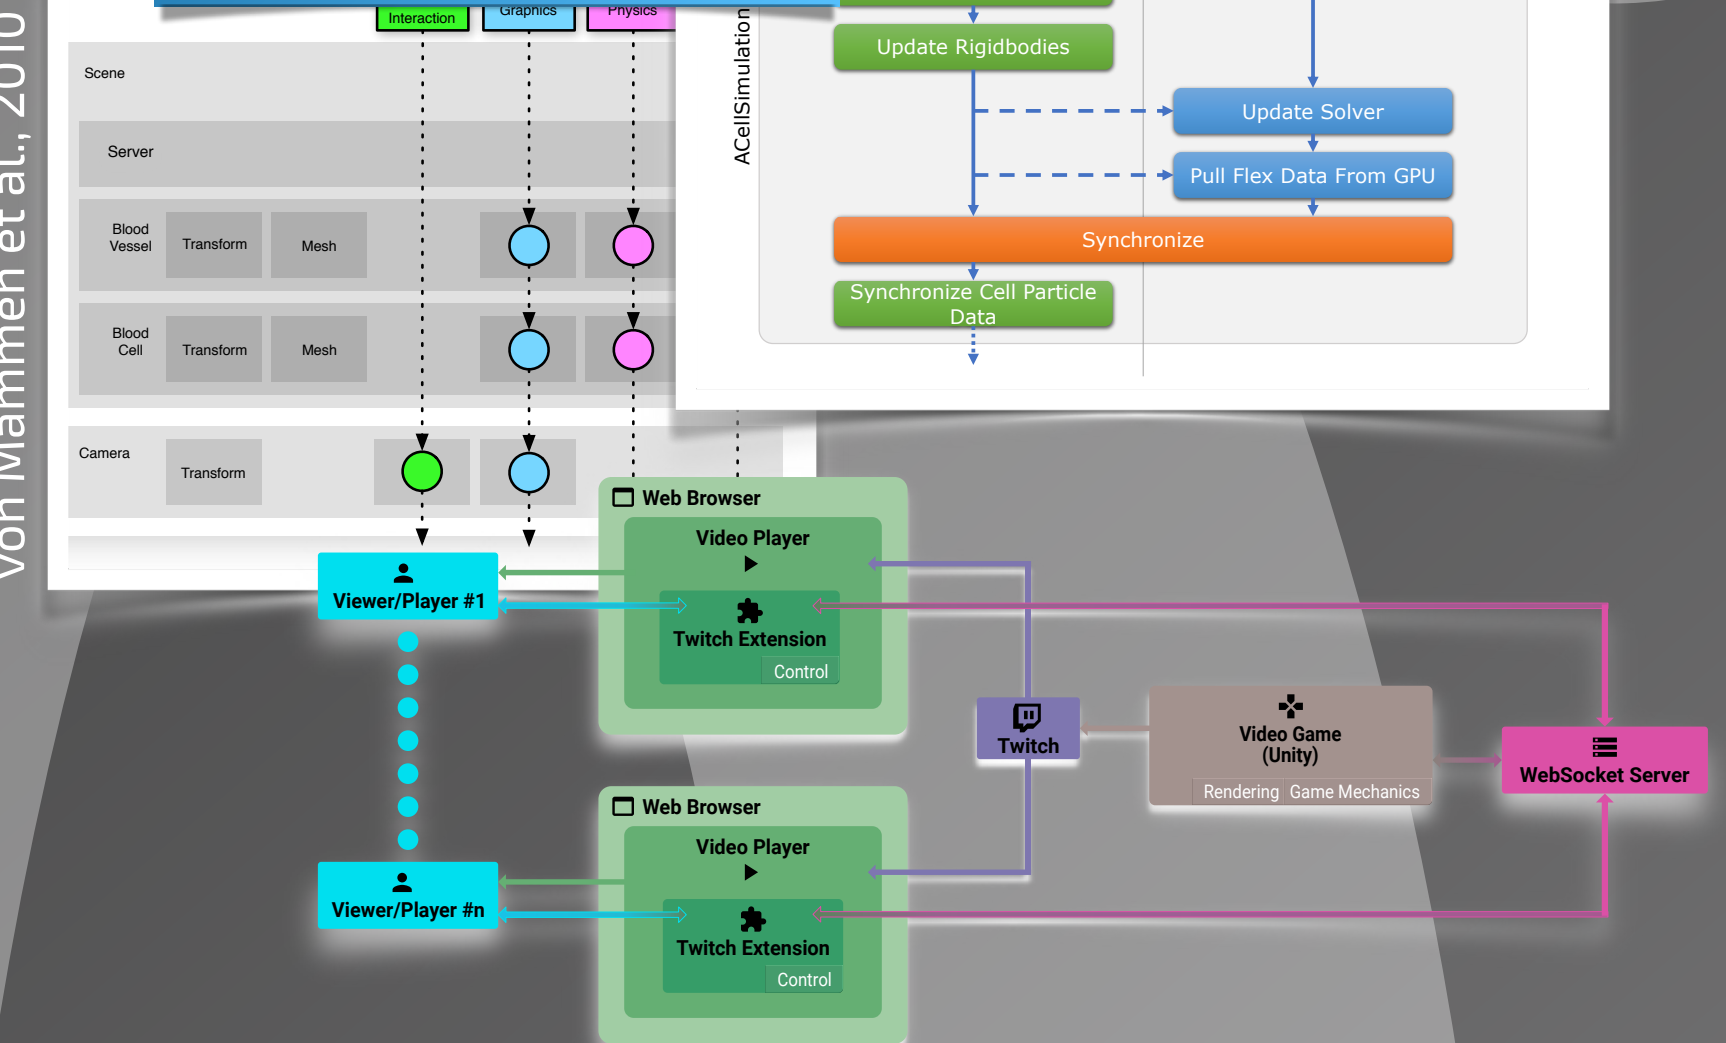 Von Mammen et al., 2010
Interaction
Graphics
Physics
Scene
Server
Blood
Vessel
Transform
Mesh
Blood
Cell
Transform
Mesh
Camera
Transform
ACellSimulation
Update Rigidbodies
Update Solver
Pull Flex Data From GPU
Synchronize
Synchronize Cell Particle
Data
Web Browser
Video Player
Twitch Extension
Control
Viewer/Player #1
Twitch
Video Game
(Unity)
Rendering
Game Mechanics
WebSocket Server
Web Browser
Video Player
Twitch Extension
Control
Viewer/Player #n